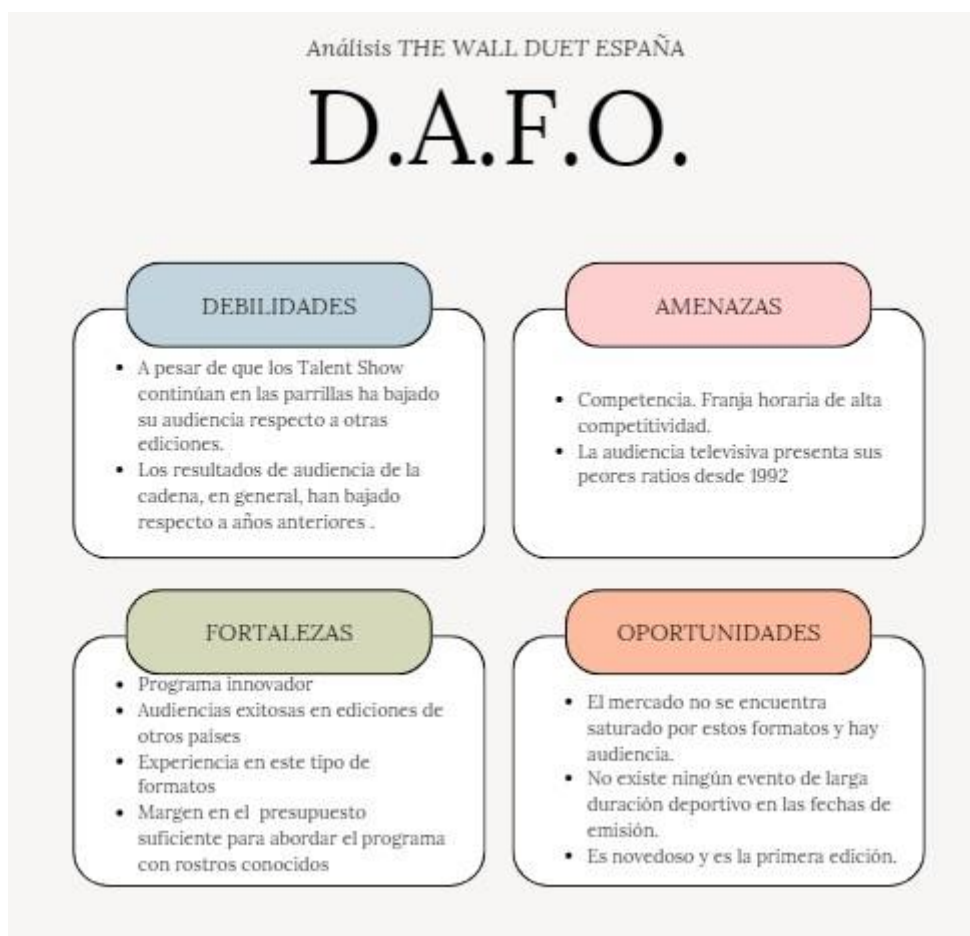 Análisis THE WALL DUET ESPAÑA
D.A.F.O.
DEBILIDADES
• A pesar de que los Talent Show
continúan en las parrillas ha bajado
su audiencia respecto a otras
ediciones.
• Los resultados de audiencia de la
cadena, en general, han bajado
respecto a años anteriores .
AMENAZAS
• Competencia. Franja horaria de alta
competitividad.
• La audiencia televisiva presenta sus
peores ratios desde 1992
FORTALEZAS
• Programa innovador
• Audiencias exitosas en ediciones de
otros países
• Experiencia en este tipo de
formatos
• Margen en el presupuesto
suficiente para abordar el programa
con rostros conocidos
OPORTUNIDADES
• El mercado no se encuentra
saturado por estos formatos y hay
audiencia.
• No existe ningún evento de larga
duración deportivo en las fechas de
emisión.
• Es novedoso y es la primera edición.